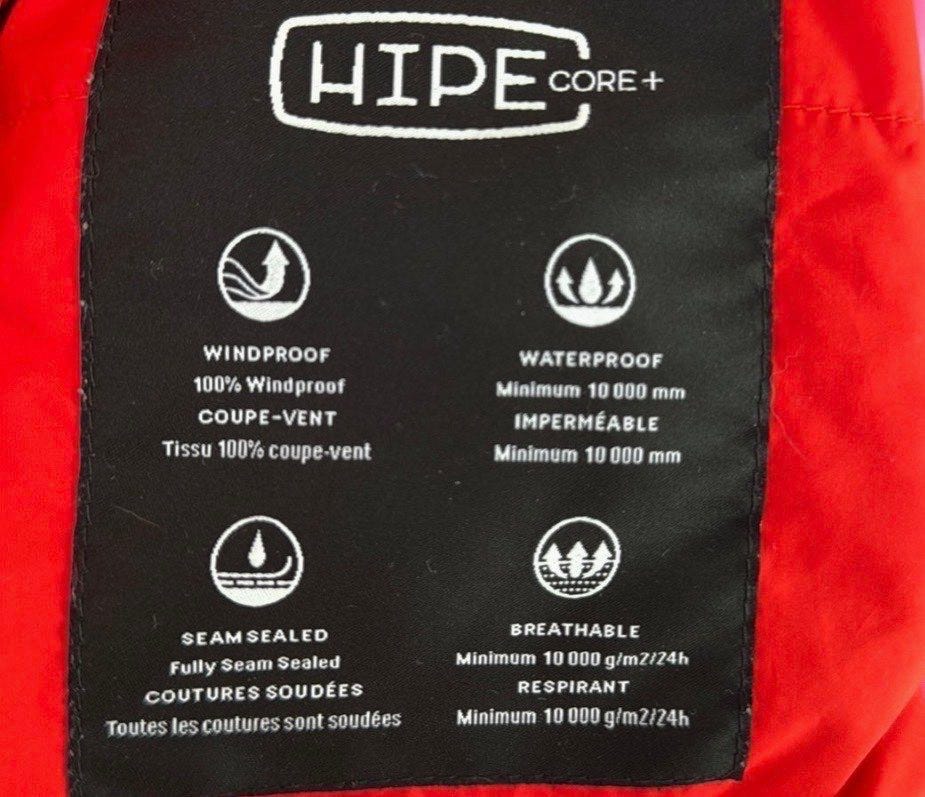 HIPE CORE+
WINDPROOF
100% Windproof
COUPE-VENT
Tissu 100% coupe-vent
WATERPROOF
Minimum 10 000 mm
IMPERMÉABLE
Minimum 10 000 mm
SEAM SEALED
Fully Seam Sealed
COUTURES SOUDÉES
Toutes les coutures sont soudées
BREATHABLE
Minimum 10 000 g/m2/24h
RESPIRANT
Minimum 10 000 g/m2/24h